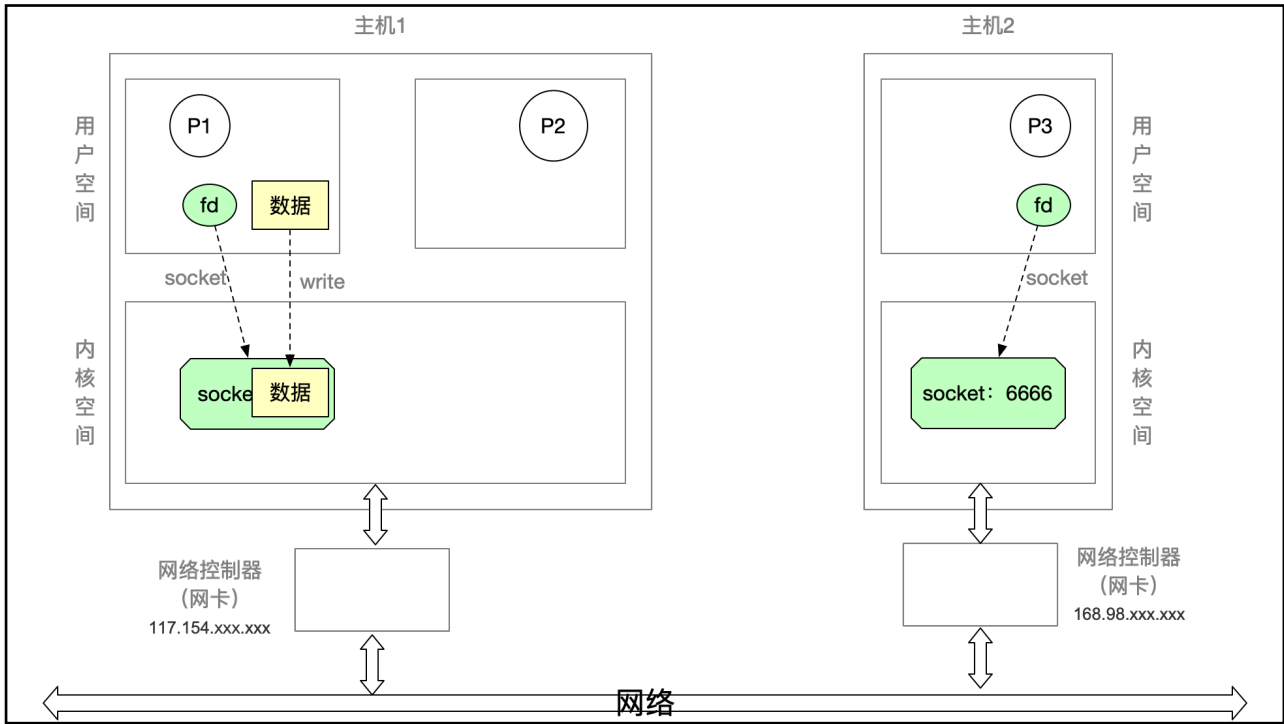 主机1
主机2
用户空间
P1
P2
P3
用户空间
fd
数据
fd
socket
write
socket
内核空间
socke
数据
socket：6666
内核空间
网络控制器
（网卡）
117.154.xxx.xxx
网络控制器
（网卡）
168.98.xxx.xxx
网络